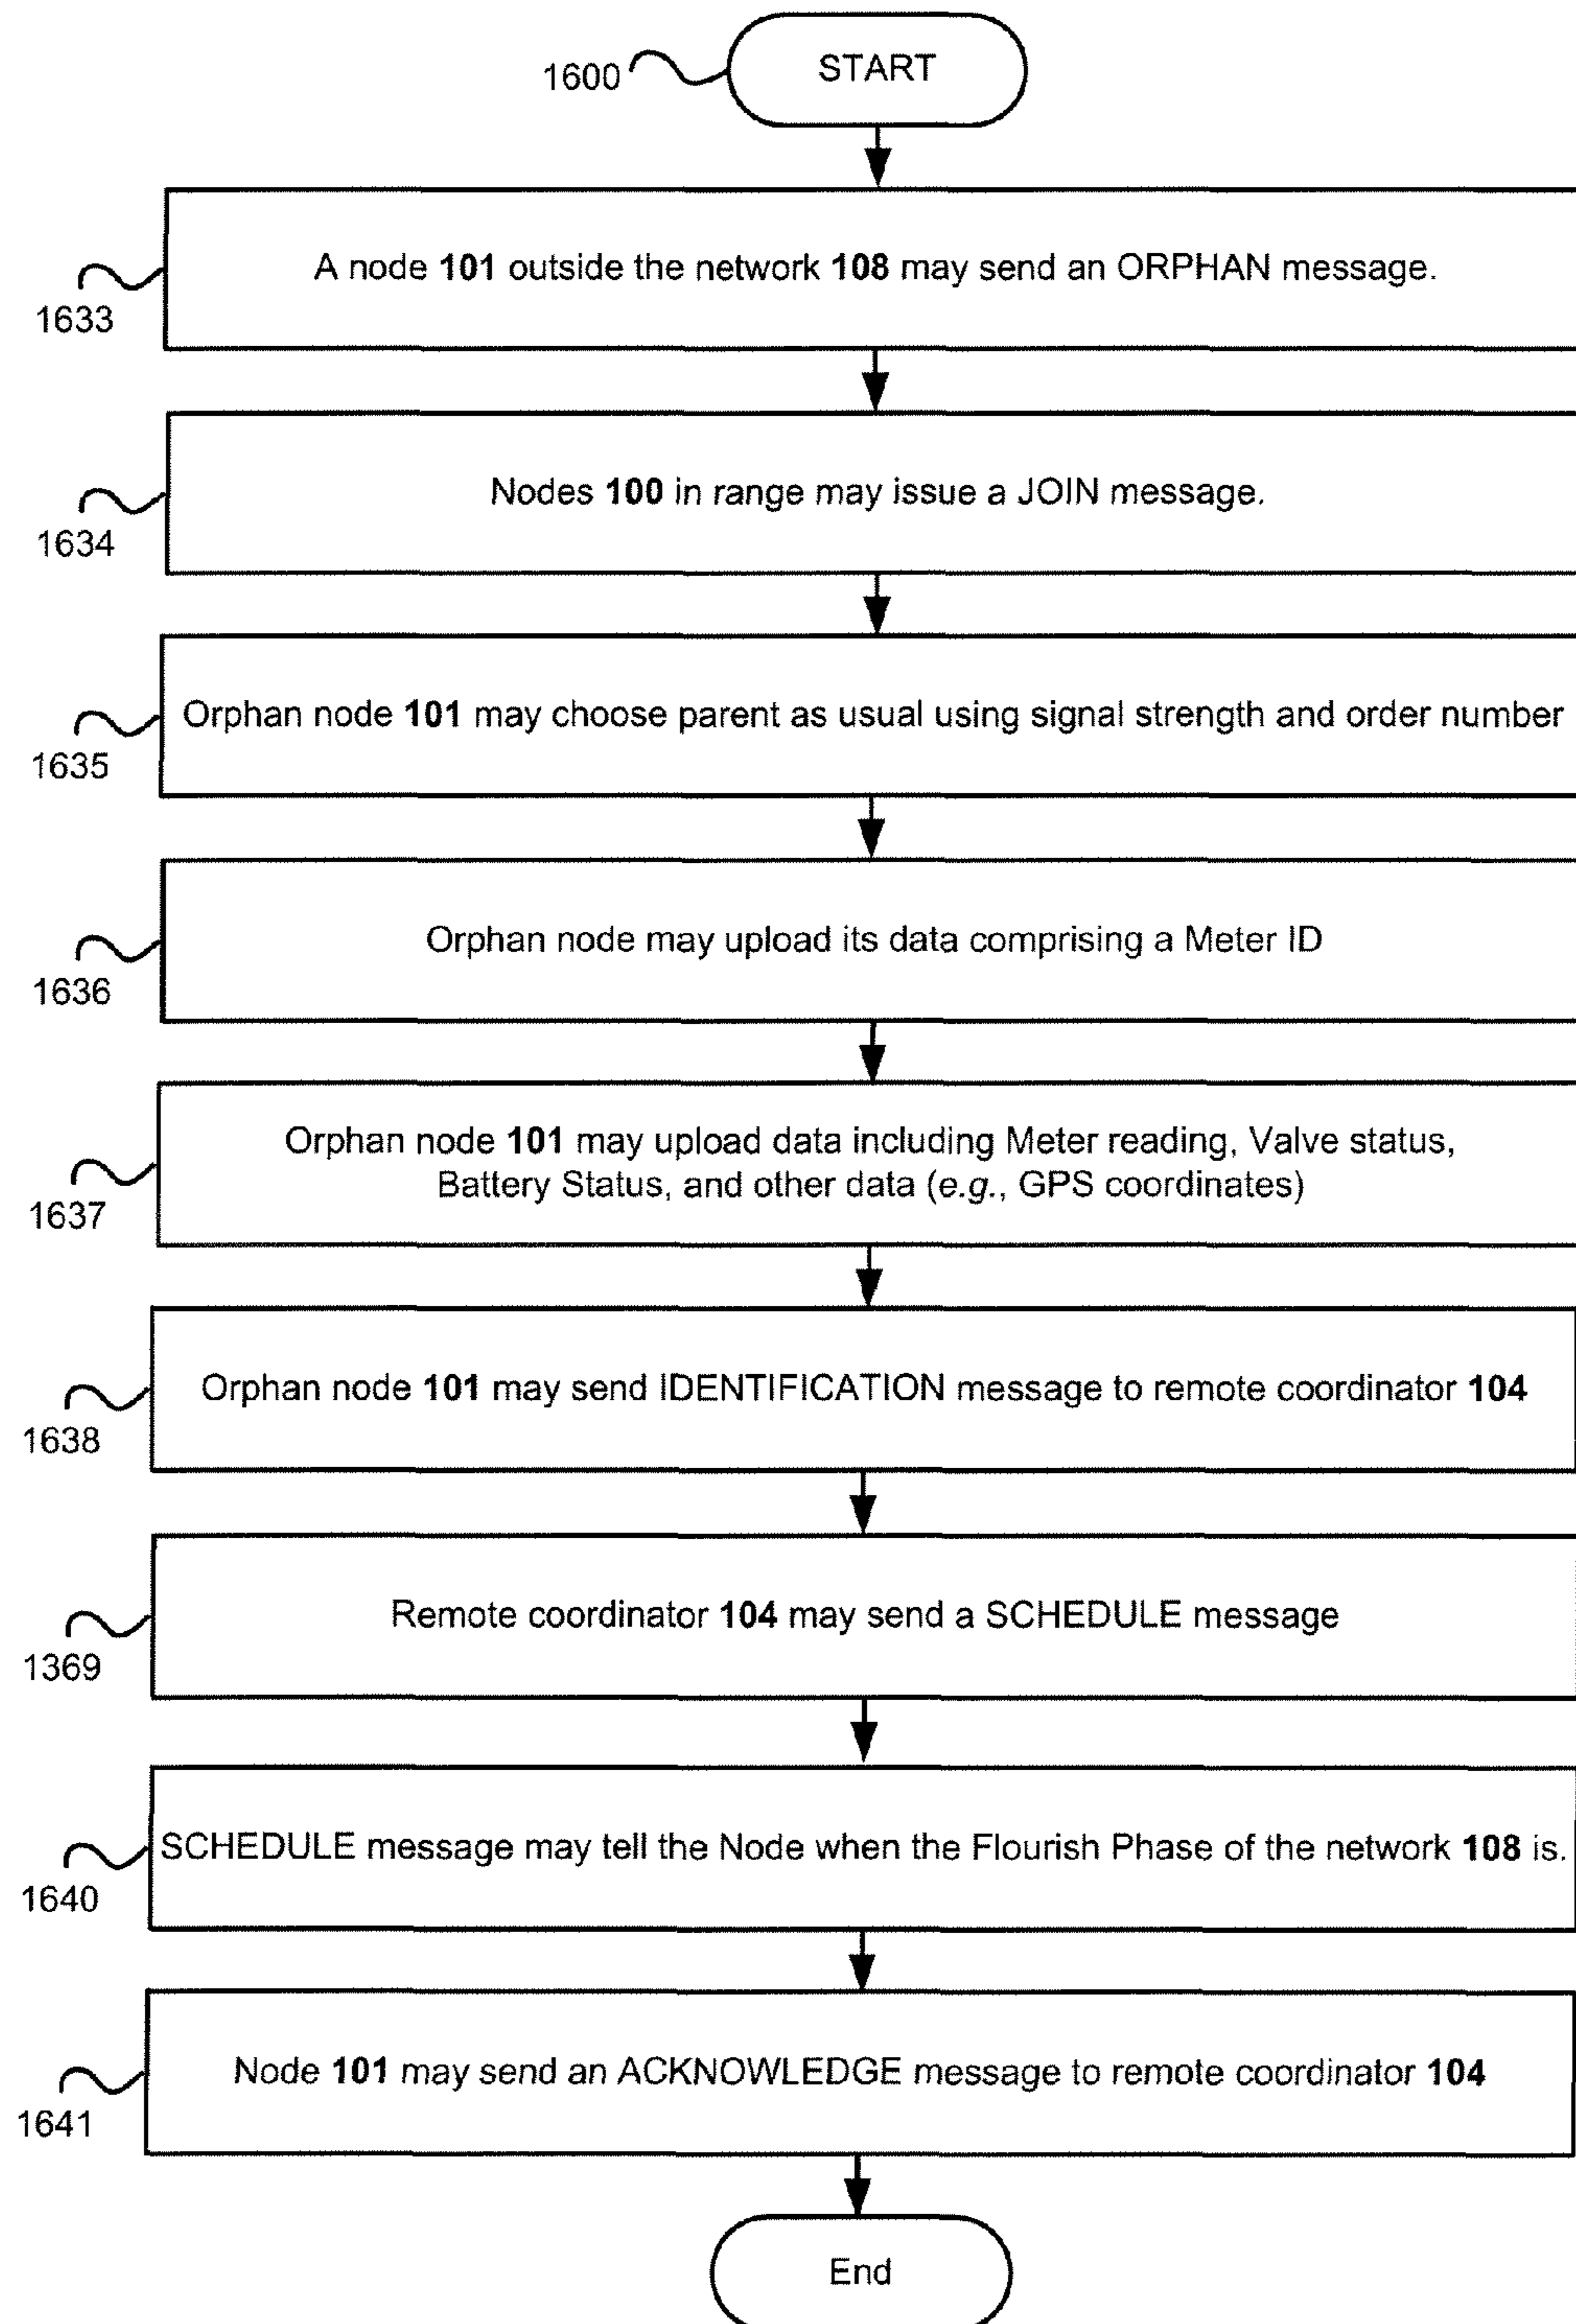 1600
START
A node 101 outside the network 108 may send an ORPHAN message.
1633
Nodes 100 in range may issue a JOIN message.
1634
Orphan node 101 may choose parent as usual using signal strength and order number
1635
Orphan node may upload its data comprising a Meter ID
1636
Orphan node 101 may upload data including Meter reading, Valve status,
Battery Status, and other data (e.g., GPS coordinates)
1637
Orphan node 101 may send IDENTIFICATION message to remote coordinator 104
1638
Remote coordinator 104 may send a SCHEDULE message
1369
SCHEDULE message may tell the Node when the Flourish Phase of the network 108 is.
1640
Node 101 may send an ACKNOWLEDGE message to remote coordinator 104
1641
End